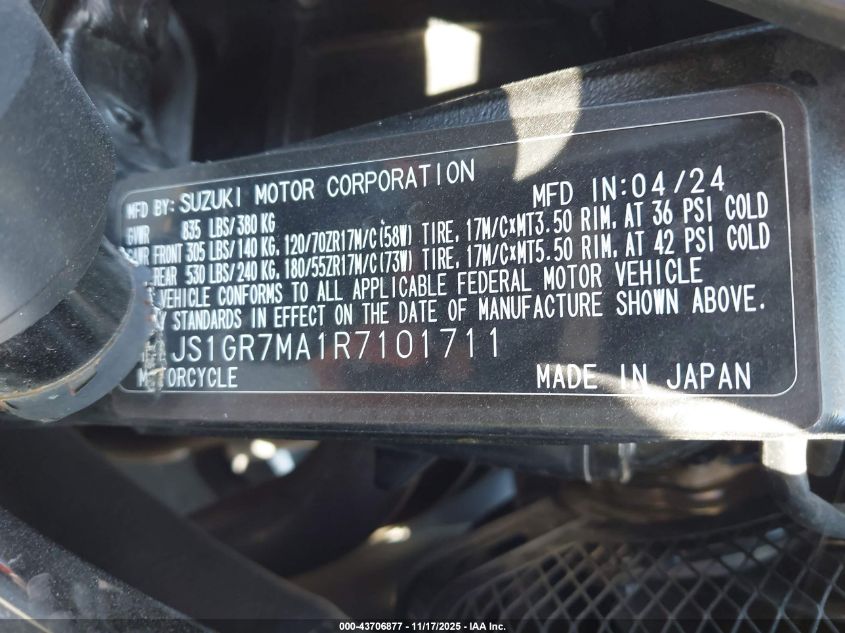 MFD BY: SUZUKI MOTOR CORPORATION MFD IN: 04/24
GVWR 835 LBS/380 KG
FRONT 305 LBS/140 KG, 120/70ZR17M/C(58W) TIRE, 17M/C×MT3.50 RIM, AT 36 PSI COLD
REAR 530 LBS/240 KG, 180/55ZR17M/C(73W) TIRE, 17M/C×MT5.50 RIM, AT 42 PSI COLD
VEHICLE CONFORMS TO ALL APPLICABLE FEDERAL MOTOR VEHICLE
STANDARDS IN EFFECT ON THE DATE OF MANUFACTURE SHOWN ABOVE.
JS1GR7MA1R7101711
MOTORCYCLE MADE IN JAPAN
000-43706877 - 11/17/2025 - IAA Inc.